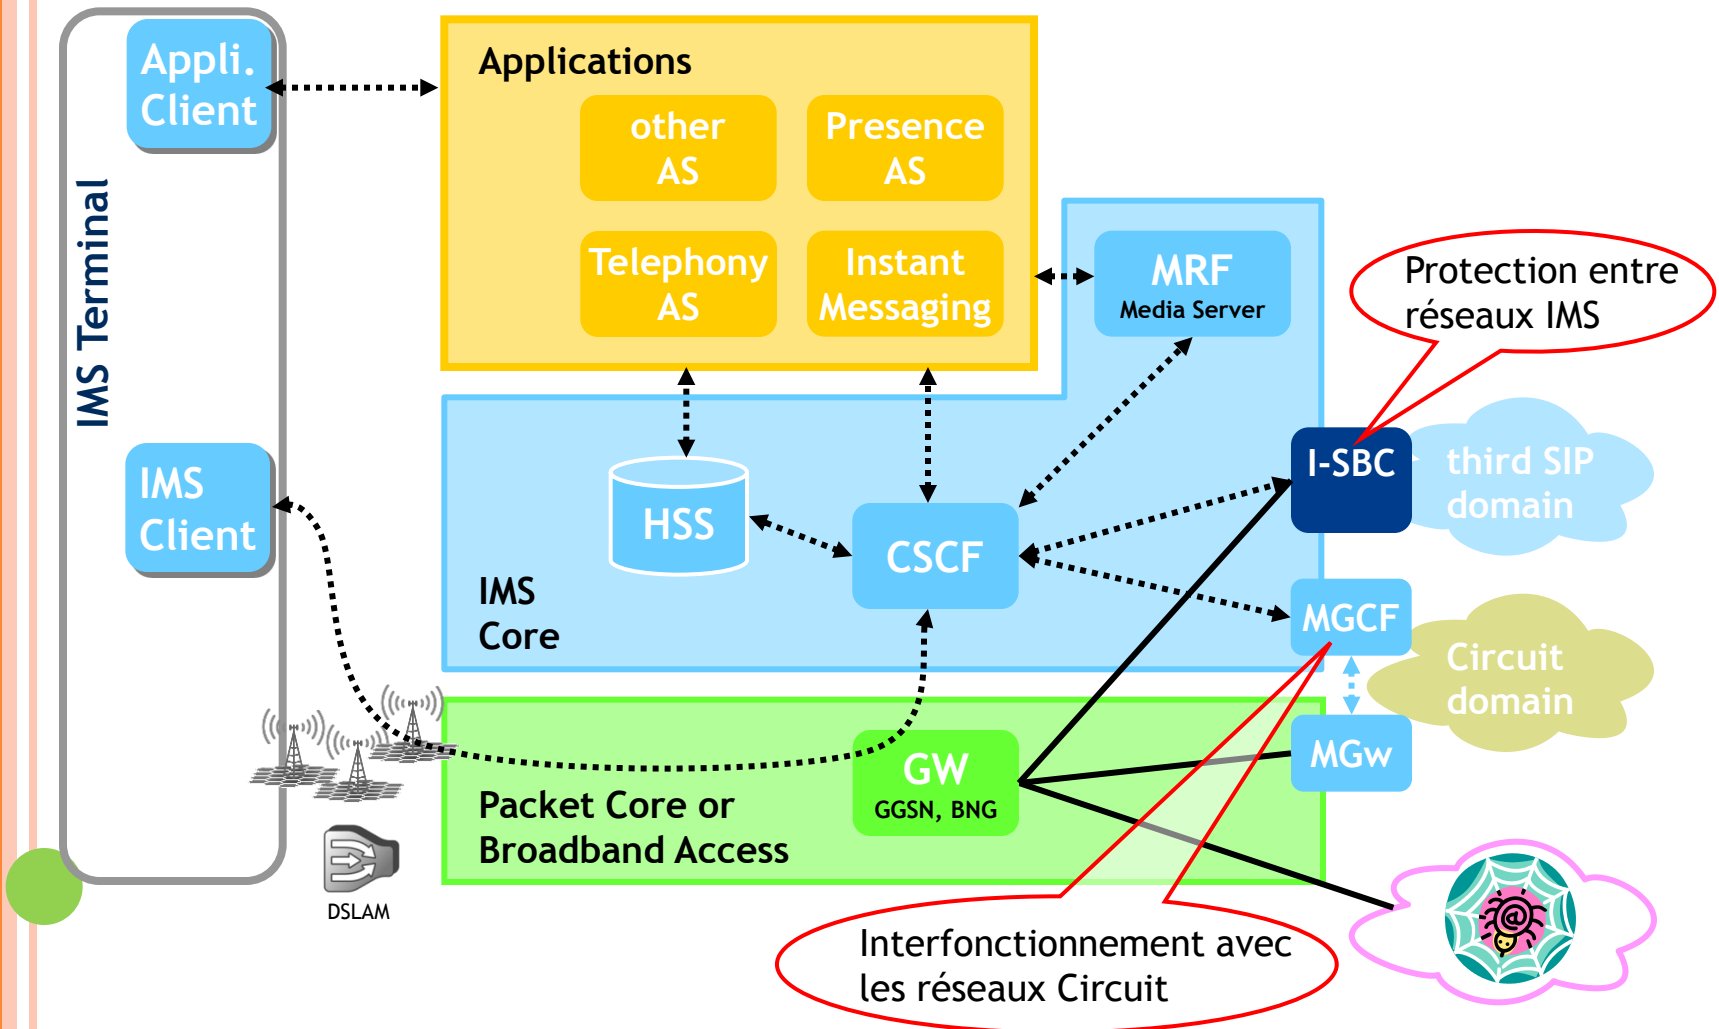 Appli.
Client
IMS Terminal
IMS
Client
Applications
other
AS
Presence
AS
Telephony
AS
Instant
Messaging
MRF
Media Server
Protection entre
réseaux IMS
I-SBC
third SIP
domain
HSS
CSCF
IMS
Core
MGCF
Circuit
domain
MGw
GW
GGSN, BNG
Packet Core or
Broadband Access
DSLAM
Interfonctionnement avec
les réseaux Circuit
@